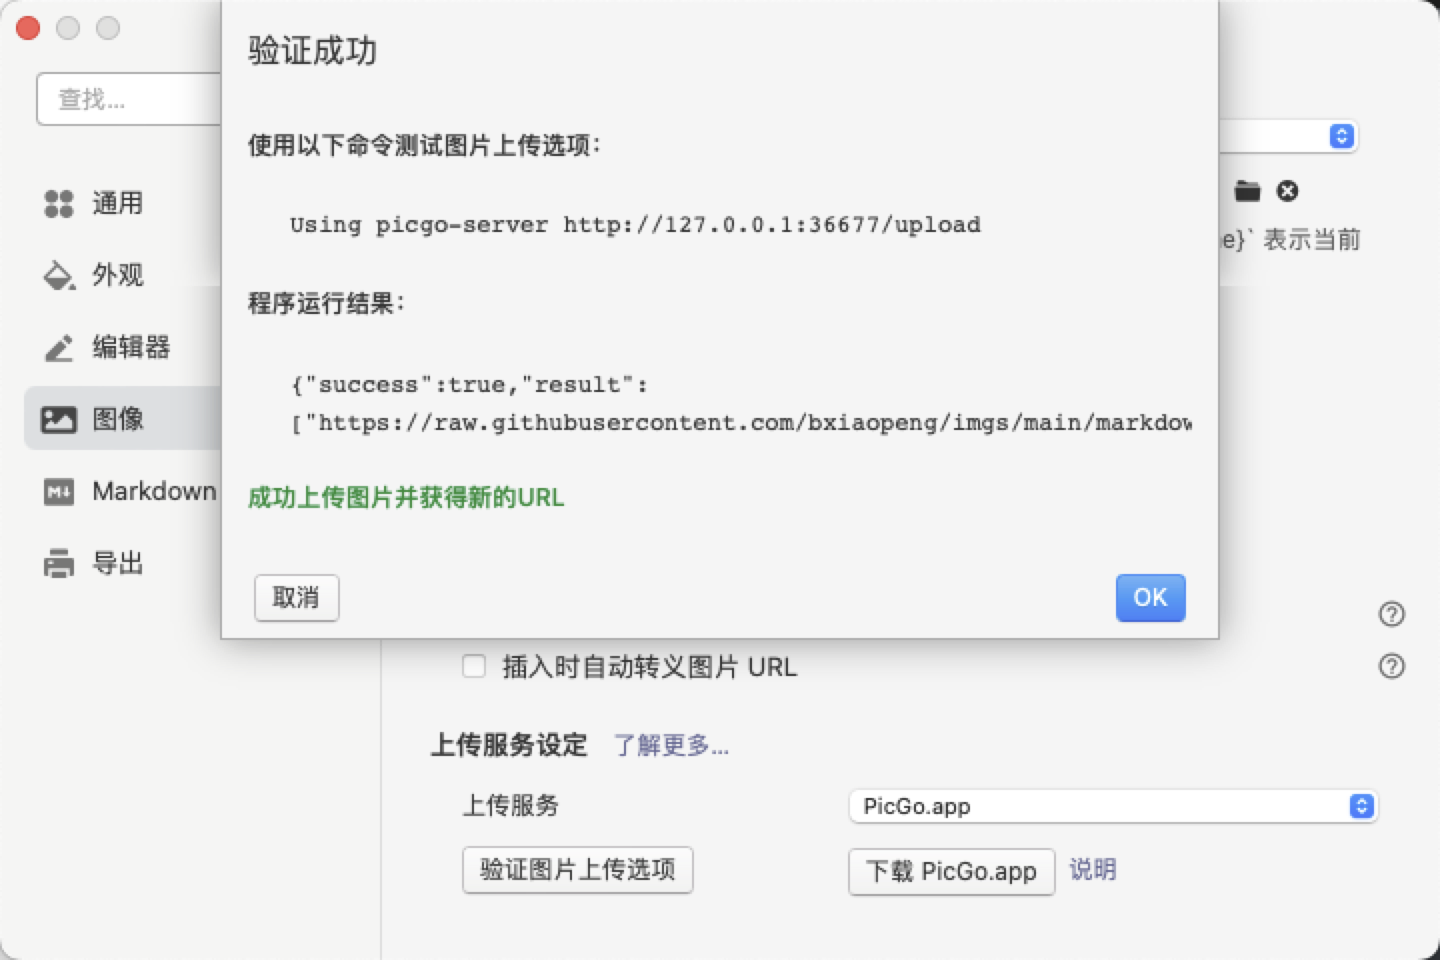 验证成功
使用以下命令测试图片上传选项：
Using picgo-server http://127.0.0.1:36677/upload
程序运行结果：
{"success":true,"result":
["https://raw.githubusercontent.com/bxiaopeng/imgs/main/markdow
成功上传图片并获得新的URL
取消
OK
查找...
通用
外观
编辑器
图像
Markdown
导出
e}` 表示当前
插入时自动转义图片 URL
上传服务设定 了解更多...
上传服务 PicGo.app
验证图片上传选项 下载 PicGo.app 说明